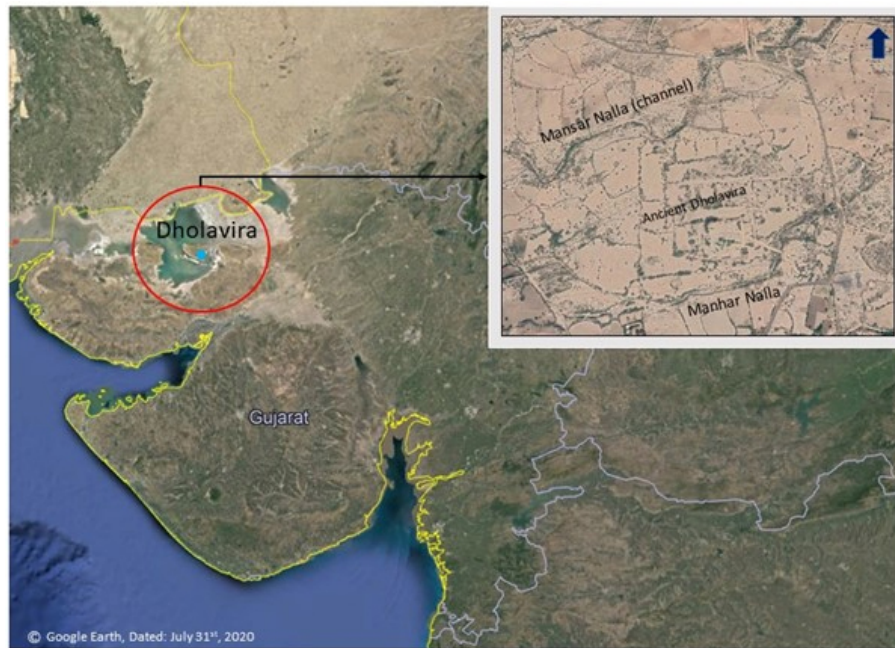 Dholavira
Gujarat
© Google Earth, Dated: July 31st, 2020
Mansar Nalla (channel)
Ancient Dholavira
Manhar Nalla